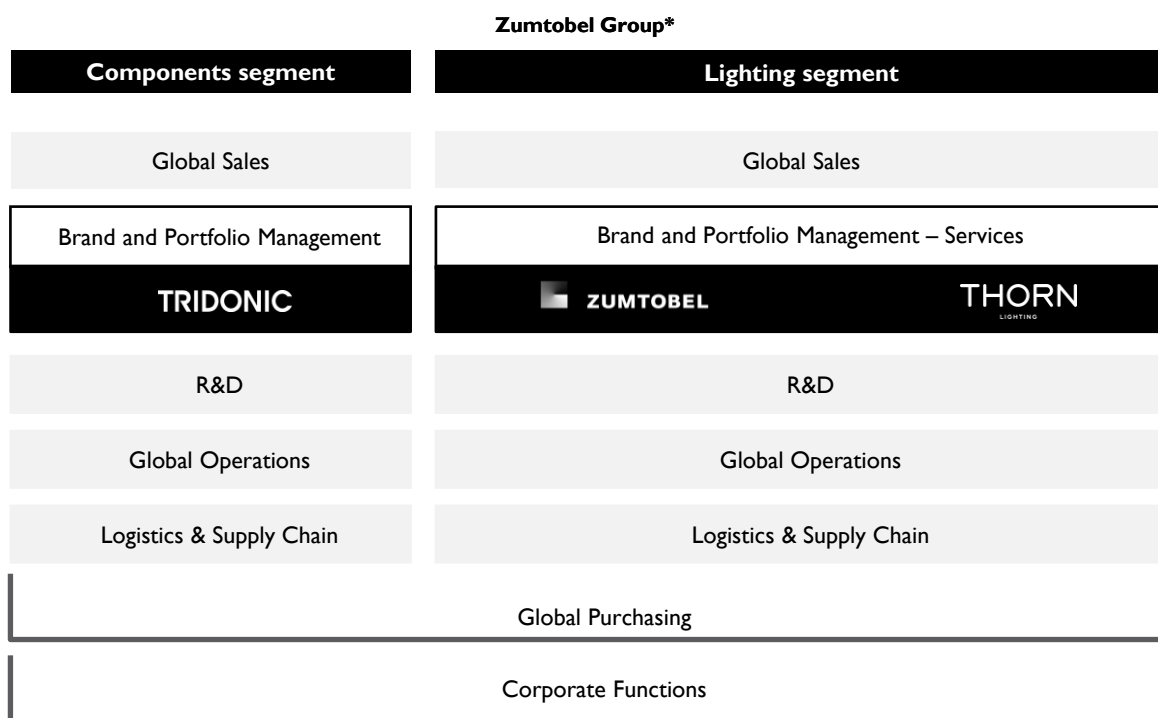 Zumtobel Group*
Components segment
Lighting segment
Global Sales
Global Sales
Brand and Portfolio Management
Brand and Portfolio Management – Services
TRIDONIC
ZUMTOBEL
THORN
LIGHTING
R&D
R&D
Global Operations
Global Operations
Logistics & Supply Chain
Logistics & Supply Chain
Global Purchasing
Corporate Functions